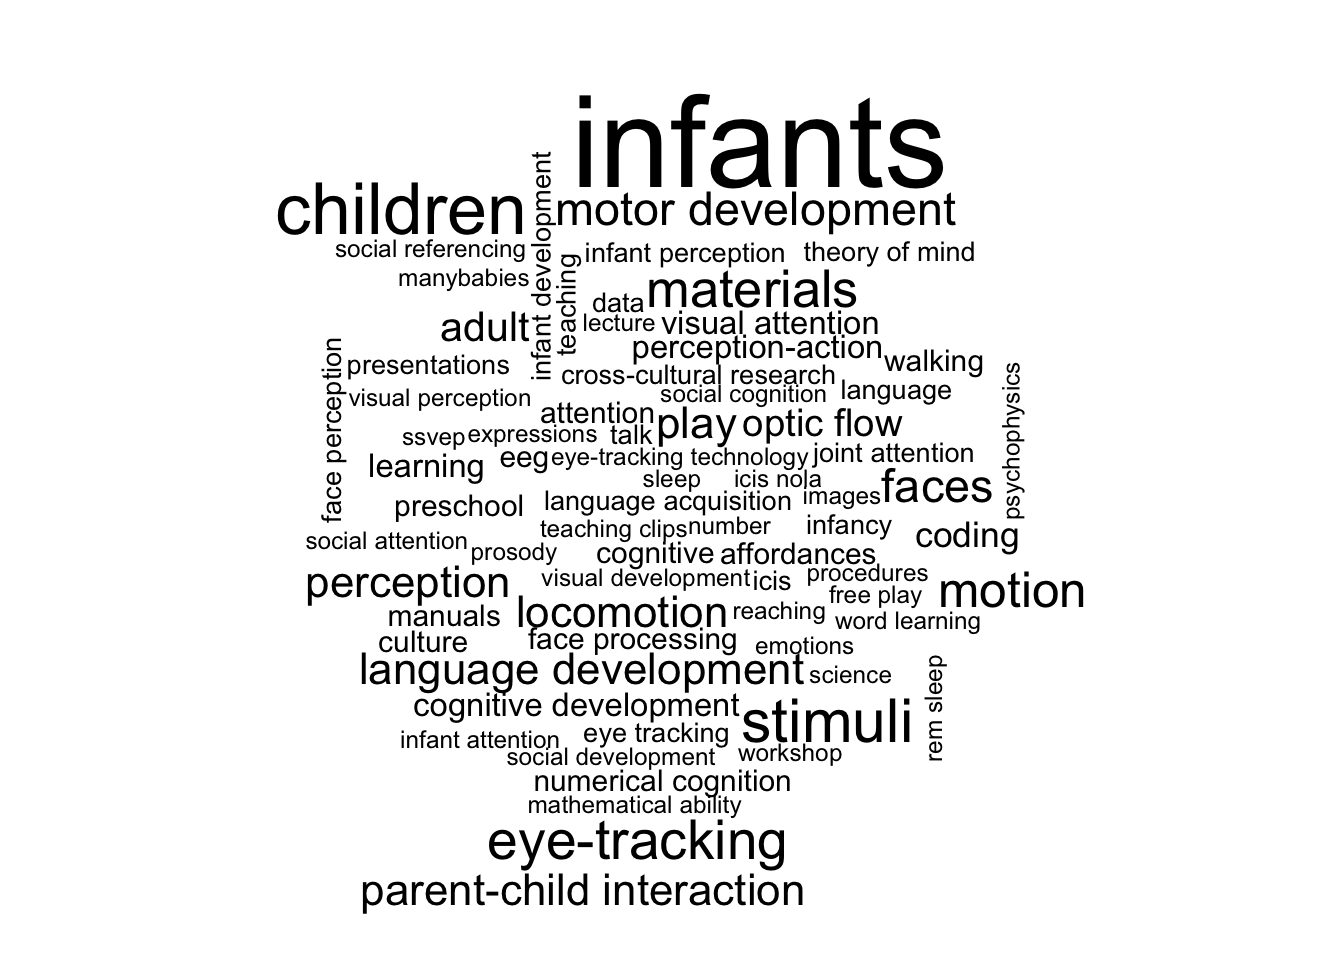 infants
children
motor development
infant development
social referencing
infant perception
theory of mind
teaching
manybabies
materials
data
adult
lecture
visual attention
perception-action
face perception
presentations
walking
cross-cultural research
psychophysics
visual perception
social cognition
language
attention
play
optic flow
ssvep
expressions
talk
learning
eeg
eye-tracking technology
joint attention
sleep
icis nola
faces
preschool
language acquisition
images
teaching clips
number
infancy
coding
social attention
prosody
cognitive
affordances
perception
visual development
icis
procedures
motion
free play
manuals
locomotion
reaching
word learning
culture
face processing
emotions
language development
science
rem sleep
cognitive development
stimuli
infant attention
eye tracking
social development
workshop
numerical cognition
mathematical ability
eye-tracking
parent-child interaction